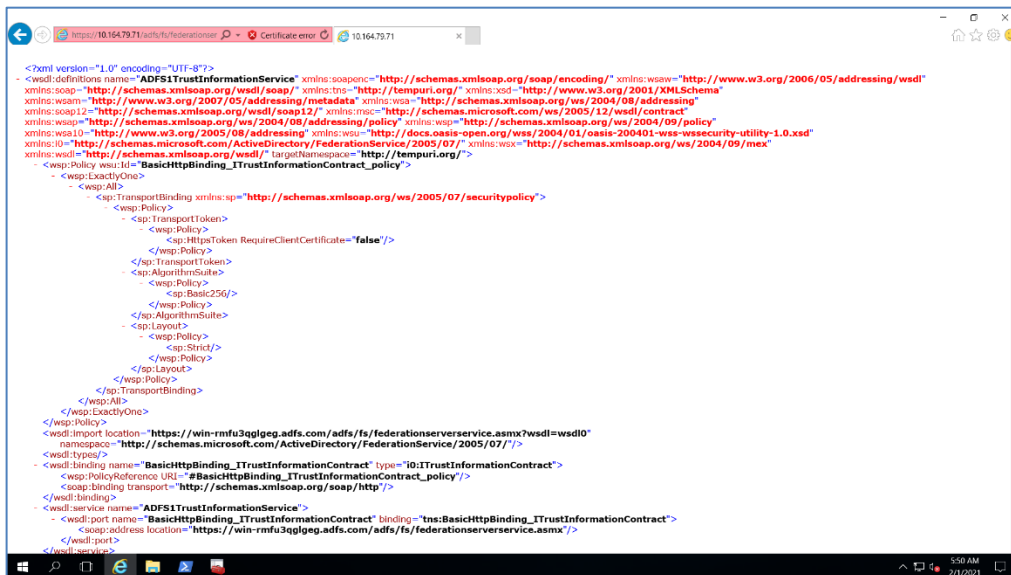 https://10.164.79.71/adfs/fs/federationser
Certificate error
10.164.79.71
<?xml version="1.0" encoding="UTF-8"?>
- <wsdl:definitions name="ADFS1TrustInformationService" xmlns:soapenc="http://schemas.xmlsoap.org/soap/encoding/" xmlns:wsaw="http://www.w3.org/2006/05/addressing/wsdl"
xmlns:soap="http://schemas.xmlsoap.org/wsdl/soap/" xmlns:tns="http://tempuri.org/" xmlns:xsd="http://www.w3.org/2001/XMLSchema"
xmlns:wsam="http://www.w3.org/2007/05/addressing/metadata" xmlns:wsa="http://schemas.xmlsoap.org/ws/2004/08/addressing"
xmlns:soap12="http://schemas.xmlsoap.org/wsdl/soap12/" xmlns:msc="http://schemas.microsoft.com/ws/2005/12/wsdl/contract"
xmlns:wsap="http://schemas.xmlsoap.org/ws/2004/08/addressing/policy" xmlns:wsp="http://schemas.xmlsoap.org/ws/2004/09/policy"
xmlns:wsa10="http://www.w3.org/2005/08/addressing" xmlns:wsu="http://docs.oasis-open.org/wss/2004/01/oasis-200401-wss-wssecurity-utility-1.0.xsd"
xmlns:i0="http://schemas.microsoft.com/ActiveDirectory/FederationService/2005/07/" xmlns:wsx="http://schemas.xmlsoap.org/ws/2004/09/mex"
xmlns:wsdl="http://schemas.xmlsoap.org/wsdl/" targetNamespace="http://tempuri.org/">
- <wsp:Policy wsu:Id="BasicHttpBinding_ITrustInformationContract_policy">
- <wsp:ExactlyOne>
- <wsp:All>
- <sp:TransportBinding xmlns:sp="http://schemas.xmlsoap.org/ws/2005/07/securitypolicy">
- <wsp:Policy>
- <sp:TransportToken>
- <wsp:Policy>
<sp:HttpsToken RequireClientCertificate="false"/>
</wsp:Policy>
</sp:TransportToken>
- <sp:AlgorithmSuite>
- <wsp:Policy>
<sp:Basic256/>
</wsp:Policy>
</sp:AlgorithmSuite>
- <sp:Layout>
- <wsp:Policy>
<sp:Strict/>
</wsp:Policy>
</sp:Layout>
</wsp:Policy>
</sp:TransportBinding>
</wsp:All>
</wsp:ExactlyOne>
</wsp:Policy>
<wsdl:import location="https://win-rmfu3qglgeg.adfs.com/adfs/fs/federationserverservice.asmx?wsdl=wsdl0"
namespace="http://schemas.microsoft.com/ActiveDirectory/FederationService/2005/07/"/>
<wsdl:types/>
- <wsdl:binding name="BasicHttpBinding_ITrustInformationContract" type="i0:ITrustInformationContract">
<wsp:PolicyReference URI="#BasicHttpBinding_ITrustInformationContract_policy"/>
<soap:binding transport="http://schemas.xmlsoap.org/soap/http"/>
</wsdl:binding>
- <wsdl:service name="ADFS1TrustInformationService">
- <wsdl:port name="BasicHttpBinding_ITrustInformationContract" binding="tns:BasicHttpBinding_ITrustInformationContract">
<soap:address location="https://win-rmfu3qglgeg.adfs.com/adfs/fs/federationserverservice.asmx"/>
</wsdl:port>
</wsdl:service>
5:50 AM
2/1/2021